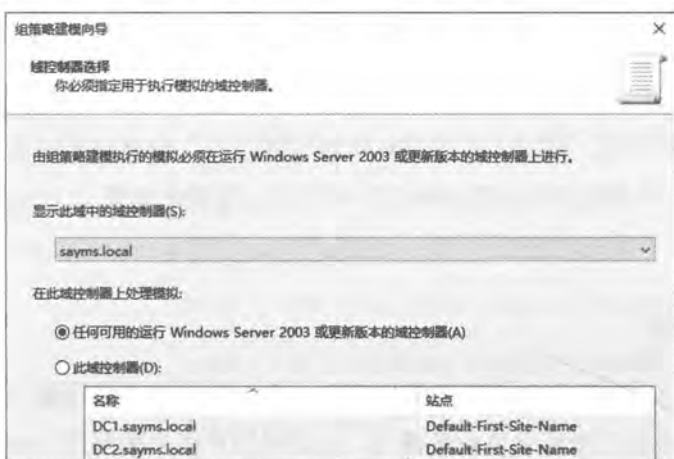 组策略建模向导
域控制器选择
你必须指定用于执行模拟的域控制器。
由组策略建模执行的模拟必须在运行 Windows Server 2003 或更新版本的域控制器上进行。
显示此域中的域控制器(S):
sayms.local
在此域控制器上处理模拟:
任何可用的运行 Windows Server 2003 或更新版本的域控制器(A)
此域控制器(D):
名称 站点
DC1.sayms.local Default-First-Site-Name
DC2.sayms.local Default-First-Site-Name